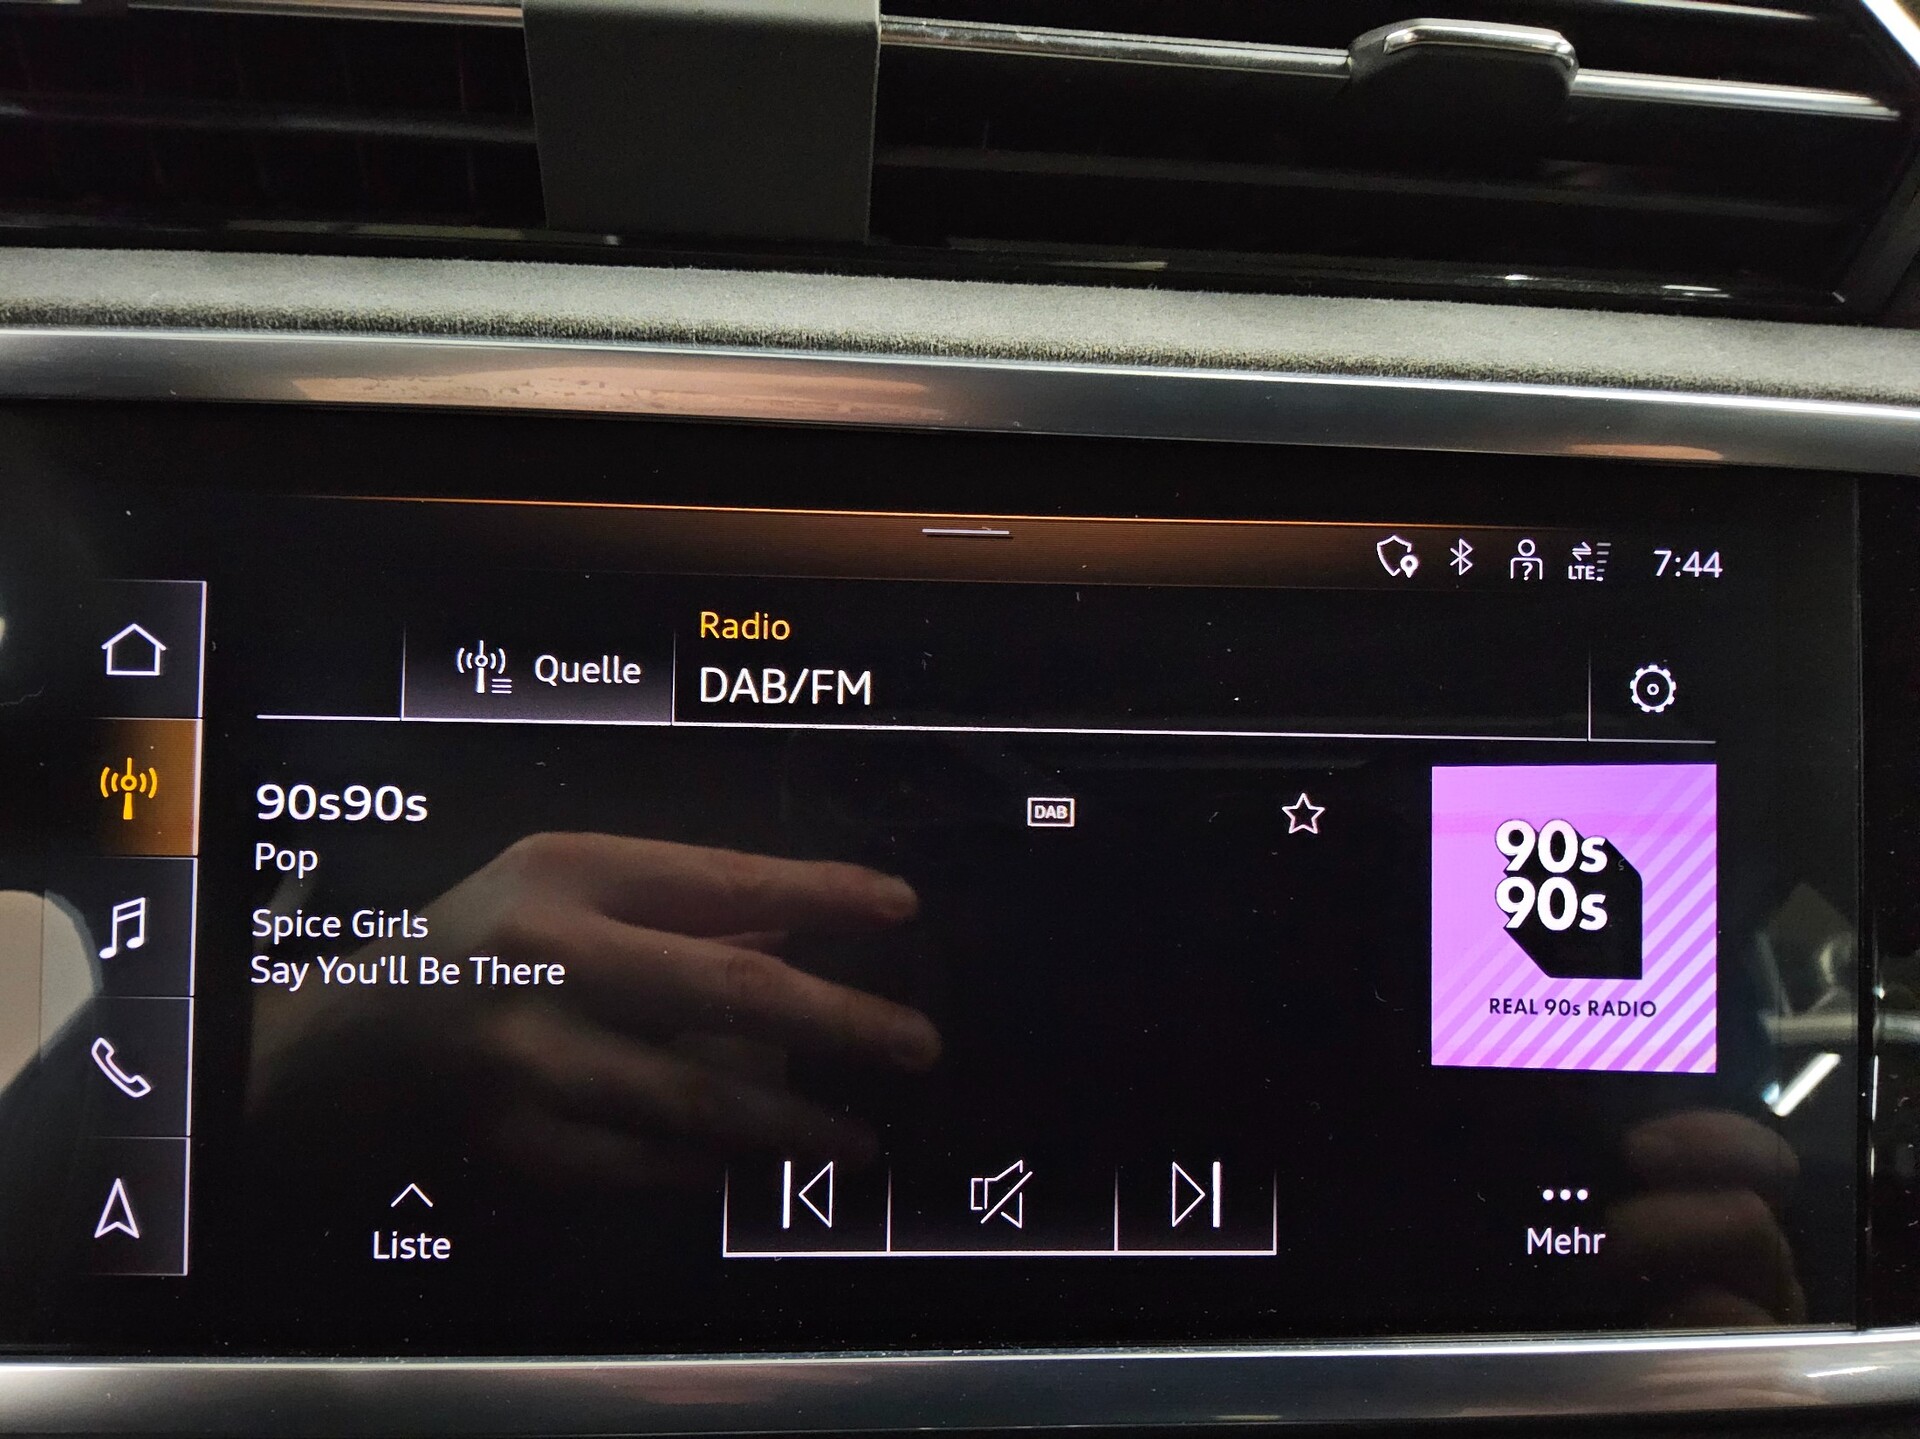 LTE
7:44
Radio
Quelle
DAB/FM
90s90s
DAB
Pop
Spice Girls
Say You'll Be There
90s
90s
REAL 90s RADIO
Liste
Mehr